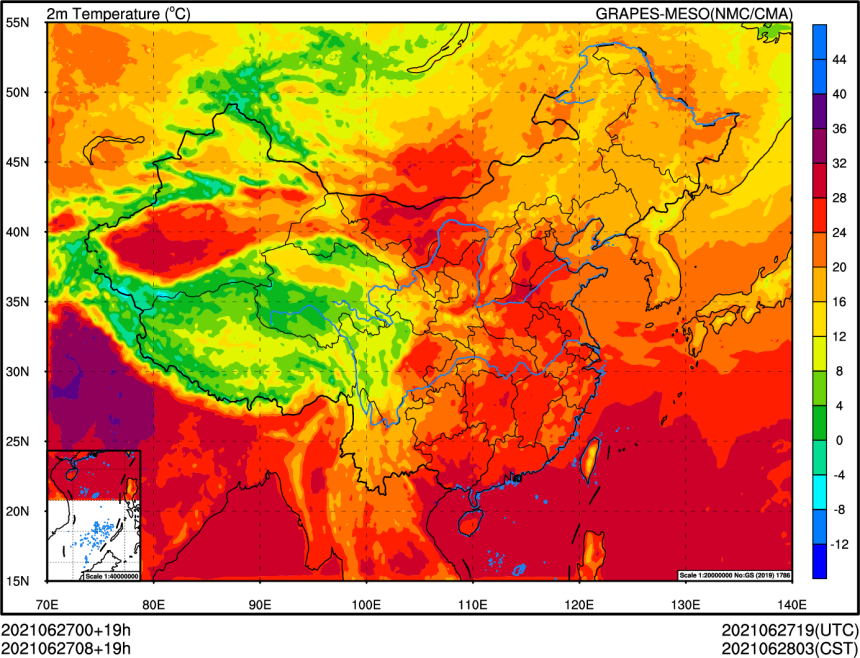 2m Temperature (°C) GRAPES-MESO(NMC/CMA)
55N
50N
45N
40N
35N
30N
25N
20N
15N
70E 80E 90E 100E 110E 120E 130E 140E
44
40
36
32
28
24
20
16
12
8
4
0
-4
-8
-12
Scale 1:40000000
Scale 1:20000000 No:GS (2019) 1786
2021062700+19h 2021062719(UTC)
2021062708+19h 2021062803(CST)